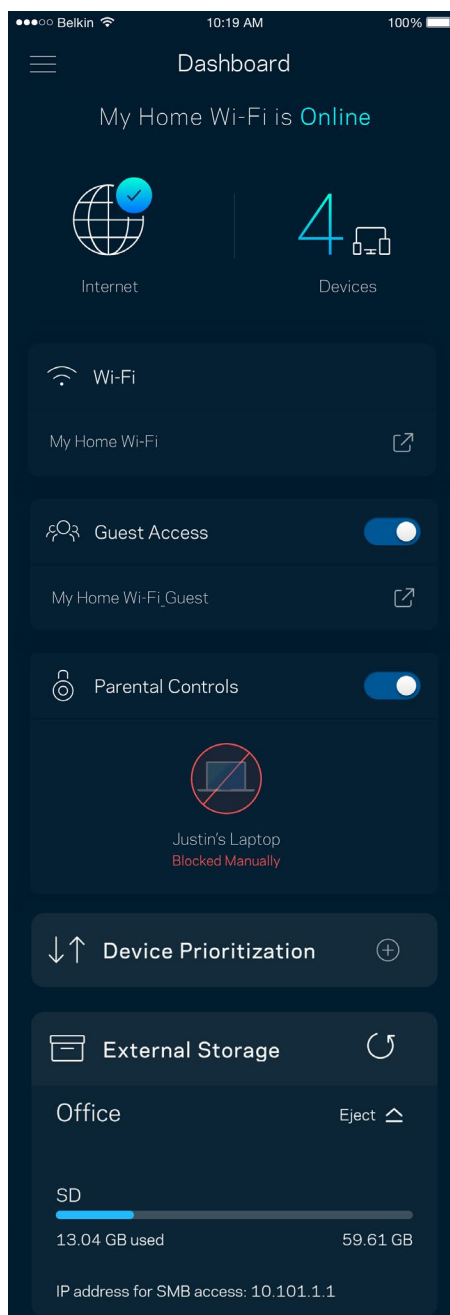 Belkin 10:19 AM 100%
Dashboard
My Home Wi-Fi is Online
4
Internet Devices
Wi-Fi
My Home Wi-Fi
Guest Access
My Home Wi-Fi_Guest
Parental Controls
Justin's Laptop
Blocked Manually
Device Prioritization
External Storage
Office Eject
SD
13.04 GB used 59.61 GB
IP address for SMB access: 10.101.1.1